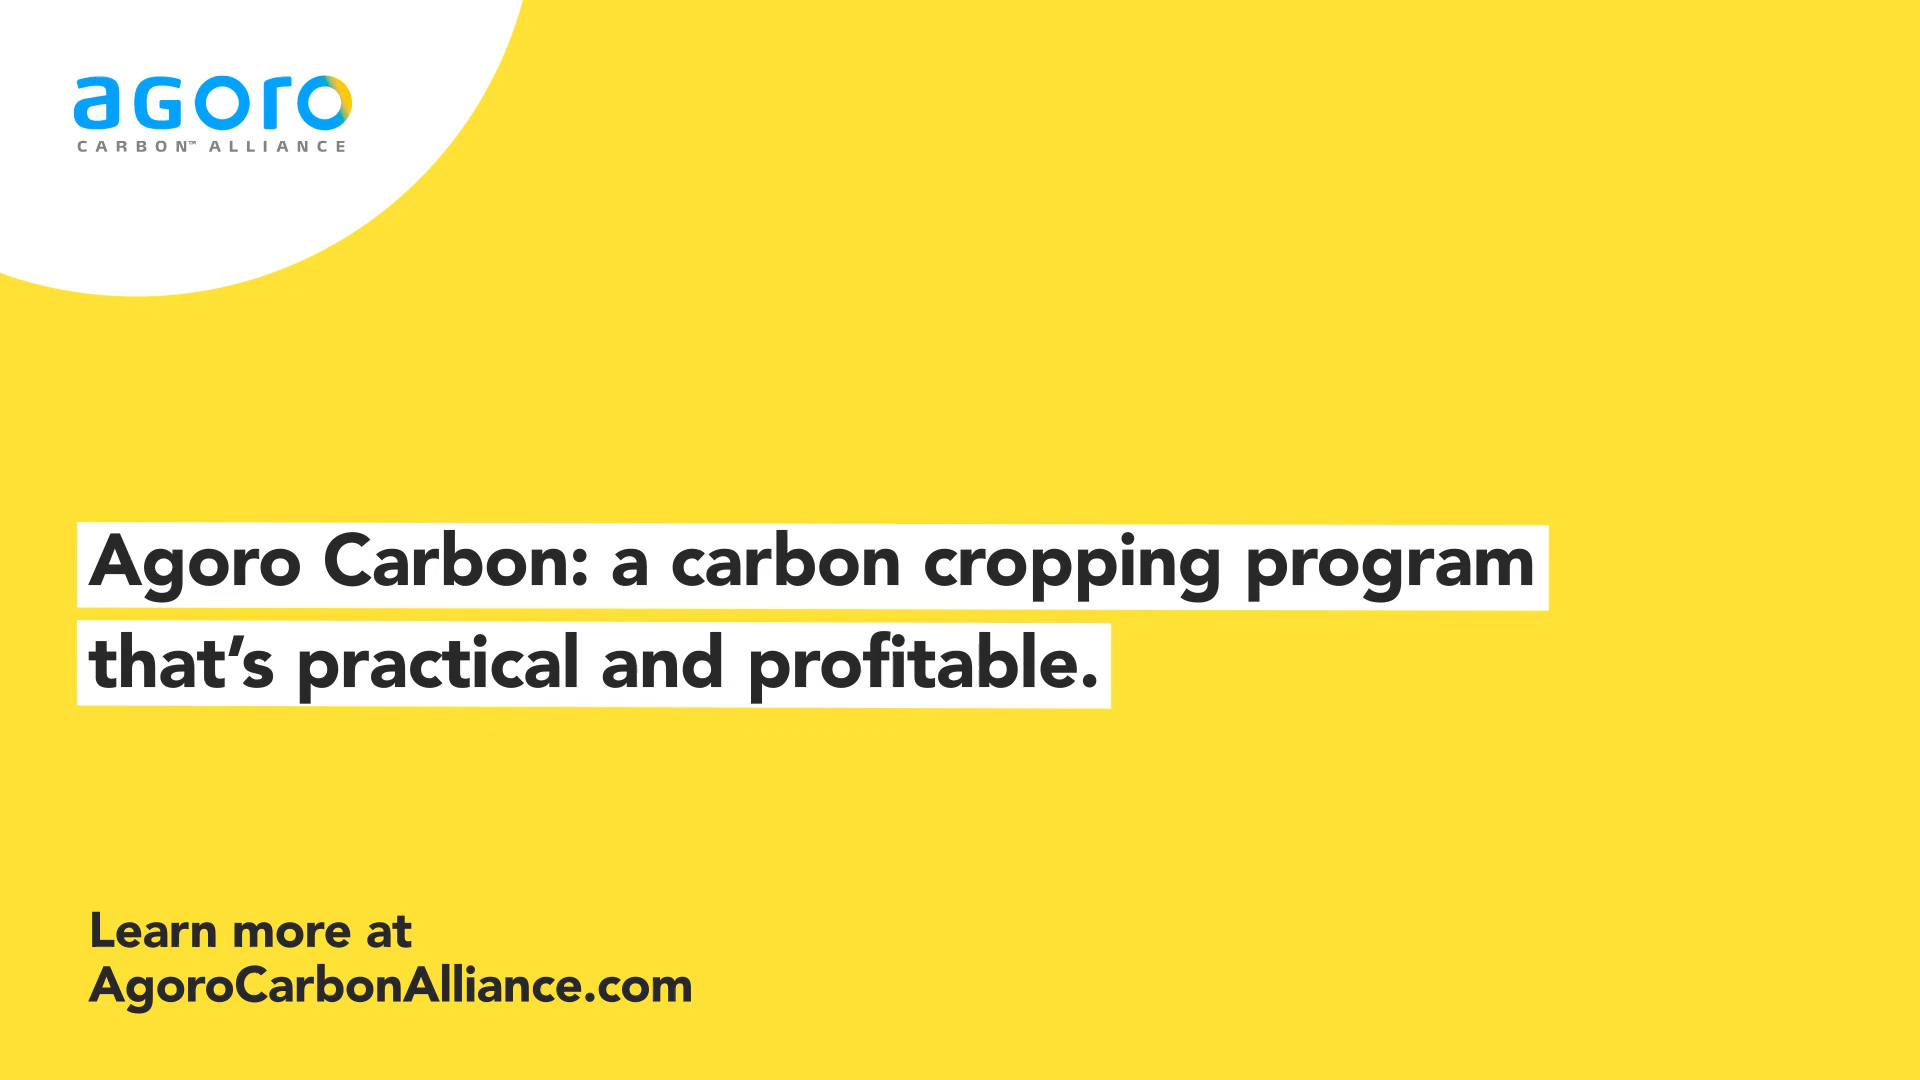 agoro
CARBON™ ALLIANCE
Agoro Carbon: a carbon cropping program
that’s practical and profitable.
Learn more at
AgoroCarbonAlliance.com